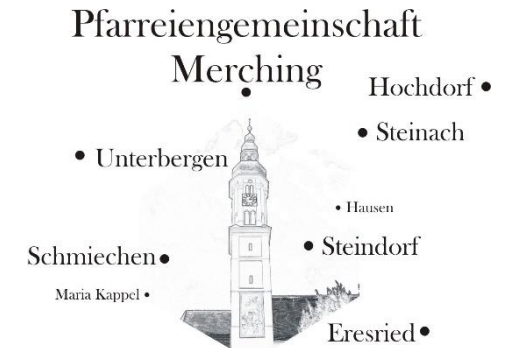 Pfarreiengemeinschaft
Merching
Hochdorf
Steinach
Unterbergen
Hausen
Steindorf
Schmiechen
Maria Kappel
Eresried